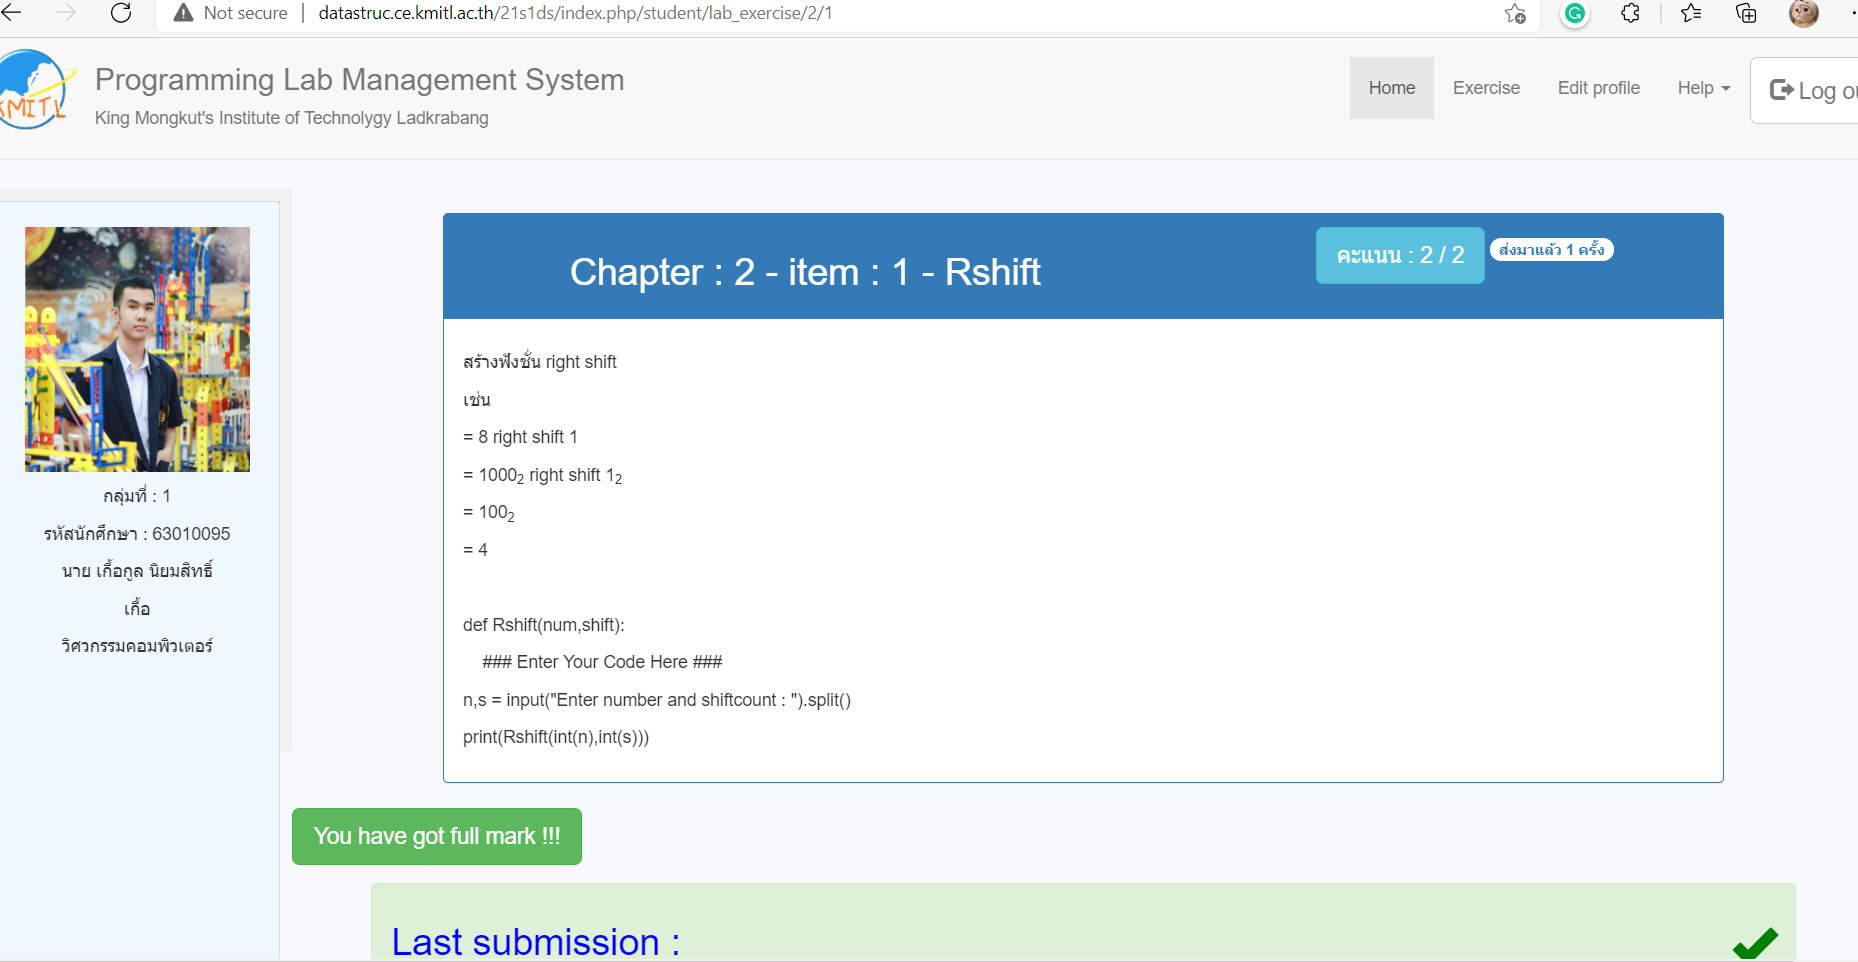 Not secure | datastruc.ce.kmitl.ac.th/21s1ds/index.php/student/lab_exercise/2/1
G
KMITL
Programming Lab Management System
King Mongkut's Institute of Technolygy Ladkrabang
Home Exercise Edit profile Help Log ou
Chapter : 2 - item : 1 - Rshift
คะแนน : 2 / 2
ส่งมาแล้ว 1 ครั้ง
กลุ่มที่ : 1
รหัสนักศึกษา : 63010095
นาย เกื้อกูล นิยมสิทธิ์
เกื้อ
วิศวกรรมคอมพิวเตอร์
สร้างฟังชั่น right shift
เช่น
= 8 right shift 1
= 1000₂ right shift 1₂
= 100₂
= 4
def Rshift(num,shift):
### Enter Your Code Here ###
n,s = input("Enter number and shiftcount : ").split()
print(Rshift(int(n),int(s)))
You have got full mark !!!
Last submission :